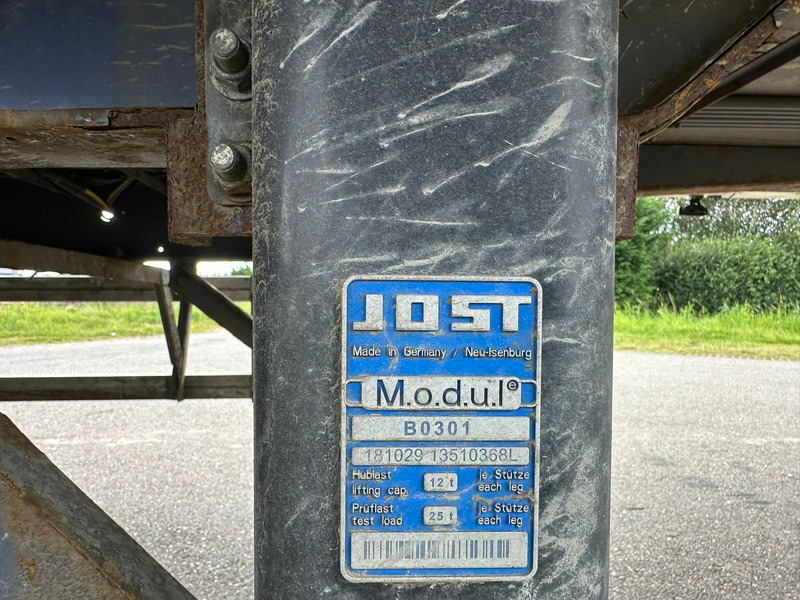 JOST
Made in Germany / Neu-Isenburg
M.o.d.u.l e
B0301
181029 13510368L
Hublast 12 t je Stütze
lifting cap. each leg
Prüflast 25 t je Stütze
test load each leg